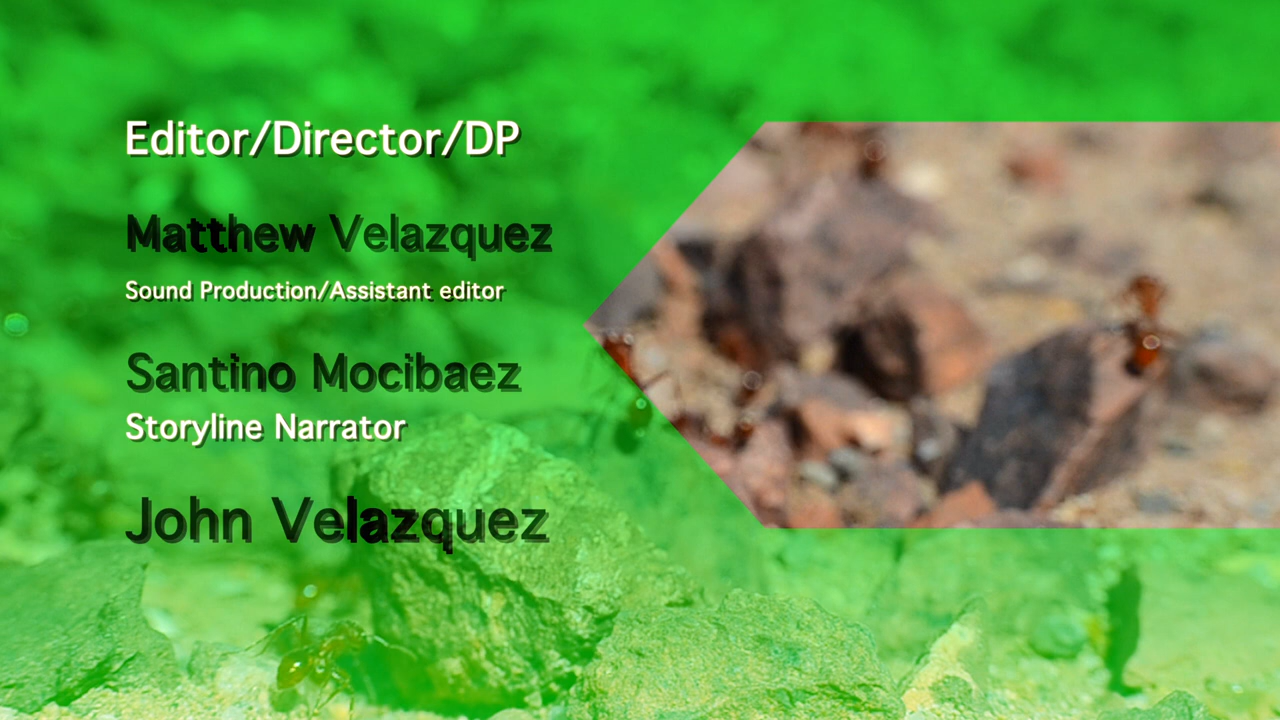 Editor/Director/DP
Matthew Velazquez
Sound Production/Assistant editor
Santino Mocibaez
Storyline Narrator
John Velazquez